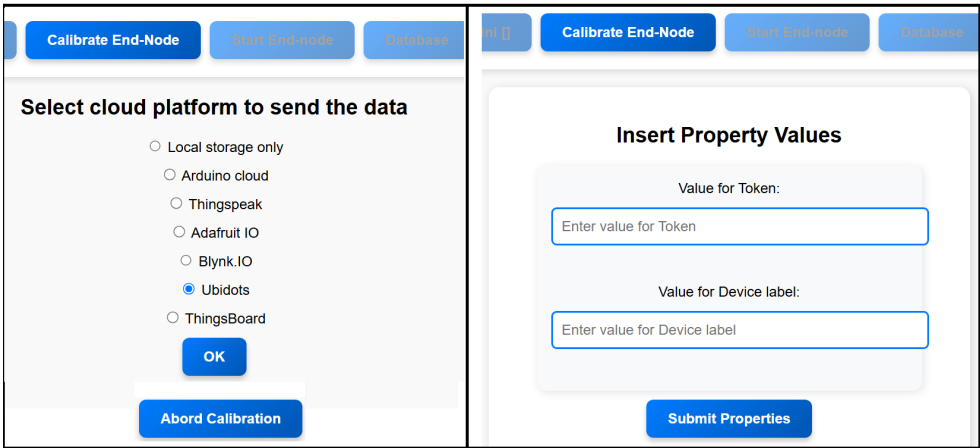 Calibrate End-Node
Start End-node
Database
Select cloud platform to send the data
Local storage only
Arduino cloud
Thingspeak
Adafruit IO
Blynk.IO
Ubidots
ThingsBoard
OK
Abord Calibration
Calibrate End-Node
Start End-node
Database
Insert Property Values
Value for Token:
Enter value for Token
Value for Device label:
Enter value for Device label
Submit Properties